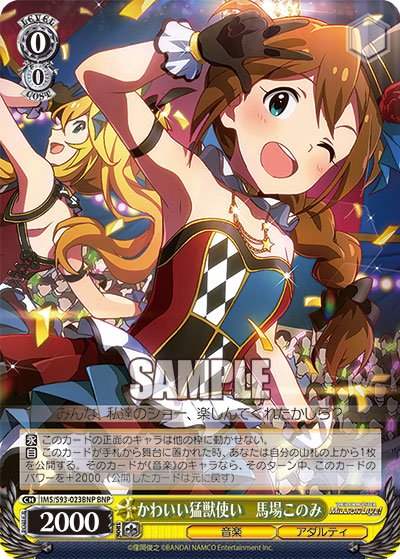 LEVEL
0
0
COST
SAMPLE
みんな、私達のショー、楽しんでくれたかしら?
永 このカードの正面のキャラは他の枠に動かせない。
自 このカードが手札から舞台に置かれた時、あなたは自分の山札の上から1枚
を公開する。そのカードが《音楽》のキャラなら、そのターン中、このカードの
パワーを+2000。(公開したカードは元に戻す)
CH IMS/S93-023BNP BNP
かわいい猛獣使い 馬場このみ
THE IDOLM@STER
MILLION LIVE!
POWER
2000
SOUL
音楽
アダルティ
©窪岡俊之 ©BANDAI NAMCO Entertainment Inc.